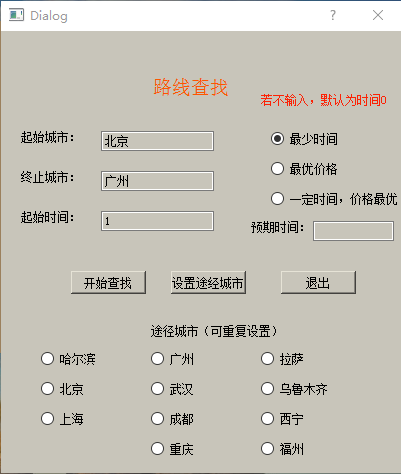 Dialog
路线查找
若不输入，默认为时间0
起始城市： 北京
最少时间
最优价格
终止城市： 广州
一定时间，价格最优
起始时间： 1
预期时间：
开始查找 设置途经城市 退出
途径城市（可重复设置）
哈尔滨 广州 拉萨
北京 武汉 乌鲁木齐
上海 成都 西宁
重庆 福州